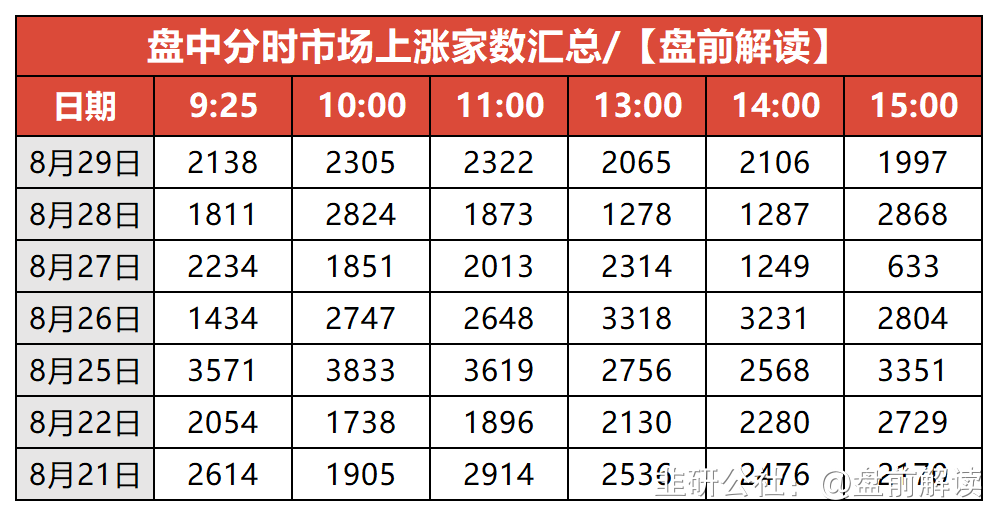 盘中分时市场上涨家数汇总/【盘前解读】
日期 9:25 10:00 11:00 13:00 14:00 15:00
8月29日 2138 2305 2322 2065 2106 1997
8月28日 1811 2824 1873 1278 1287 2868
8月27日 2234 1851 2013 2314 1249 633
8月26日 1434 2747 2648 3318 3231 2804
8月25日 3571 3833 3619 2756 2568 3351
8月22日 2054 1738 1896 2130 2280 2729
8月21日 2614 1905 2914 2536 2476 2170
韭研公社：@盘前解读